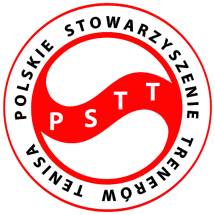 POLSKIE STOWARZYSZENIE
TRENERÓW TENISA
PSTT